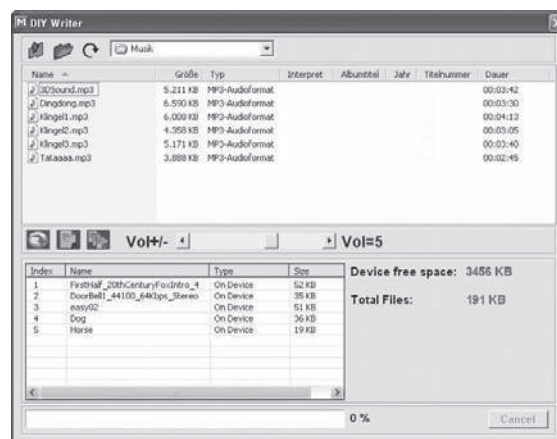 DIY Writer
Musik
Name Größe Typ Interpret Albumtitel Jahr Titelnummer Dauer
3DSound.mp3 5.211 KB MP3-Audioformat 00:03:42
Dingdong.mp3 6.590 KB MP3-Audioformat 00:03:30
Klingel1.mp3 6.008 KB MP3-Audioformat 00:04:13
Klingel2.mp3 4.358 KB MP3-Audioformat 00:03:05
Klingel3.mp3 5.171 KB MP3-Audioformat 00:03:40
Tataaaa.mp3 3.888 KB MP3-Audioformat 00:02:45
Vol+/- Vol=5
Index Name Type Size
1 FirstHalf_20thCenturyFoxIntro_4 On Device 52 KB
2 DoorBell1_44100_64Kbps_Stereo On Device 35 KB
3 easy02 On Device 51 KB
4 Dog On Device 36 KB
5 Horse On Device 19 KB
Device free space: 3456 KB
Total Files: 191 KB
0 % Cancel